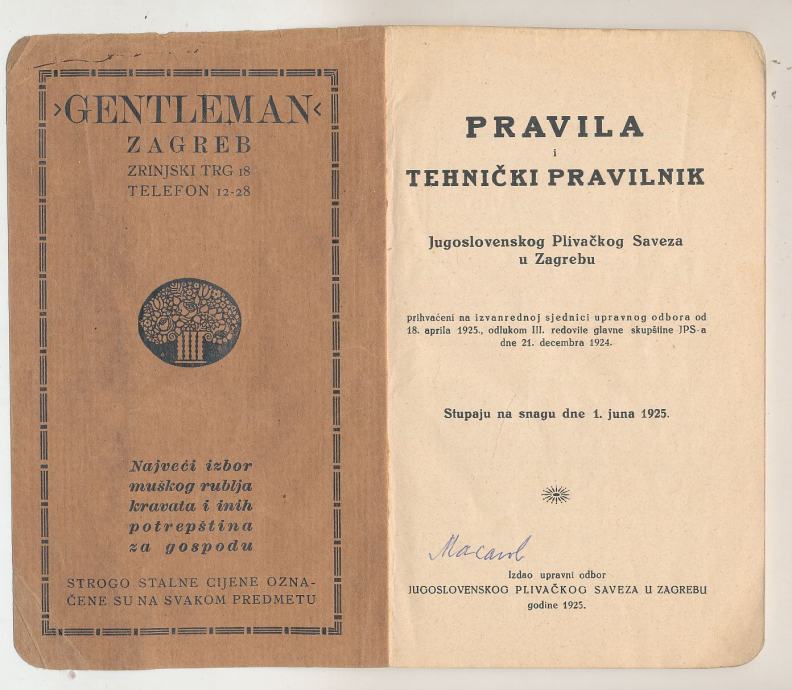 ›GENTLEMAN‹
ZAGREB
ZRINJSKI TRG 18
TELEFON 12-28
Najveći izbor
muškog rublja
kravata i inih
potrepština
za gospodu
STROGO STALNE CIJENE OZNA-
ČENE SU NA SVAKOM PREDMETU
PRAVILA
i
TEHNIČKI PRAVILNIK
Jugoslovenskog Plivačkog Saveza
u Zagrebu
prihvaćeni na izvanrednoj sjednici upravnog odbora od
18. aprila 1925., odlukom III. redovite glavne skupštine JPS-a
dne 21. decembra 1924.
Stupaju na snagu dne 1. juna 1925.
Izdao upravni odbor
JUGOSLOVENSKOG PLIVAČKOG SAVEZA U ZAGREBU
godine 1925.